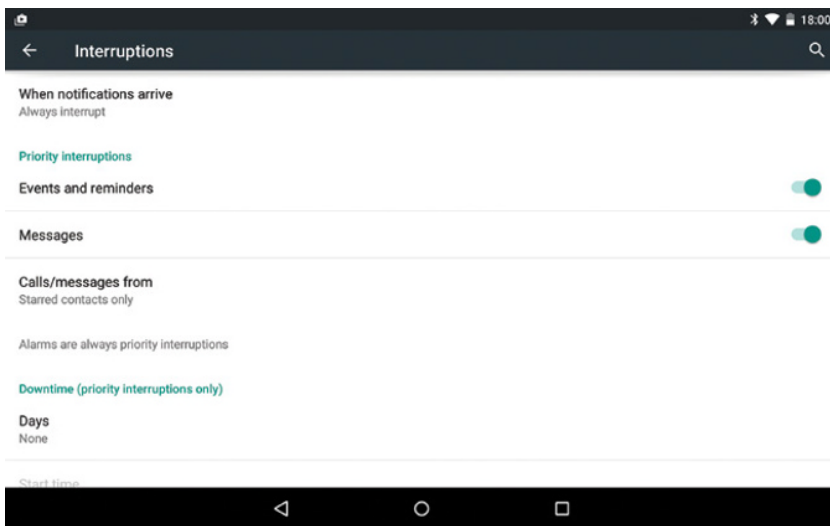 18:00
Interruptions
When notifications arrive
Always interrupt
Priority interruptions
Events and reminders
Messages
Calls/messages from
Starred contacts only
Alarms are always priority interruptions
Downtime (priority interruptions only)
Days
None
Start time